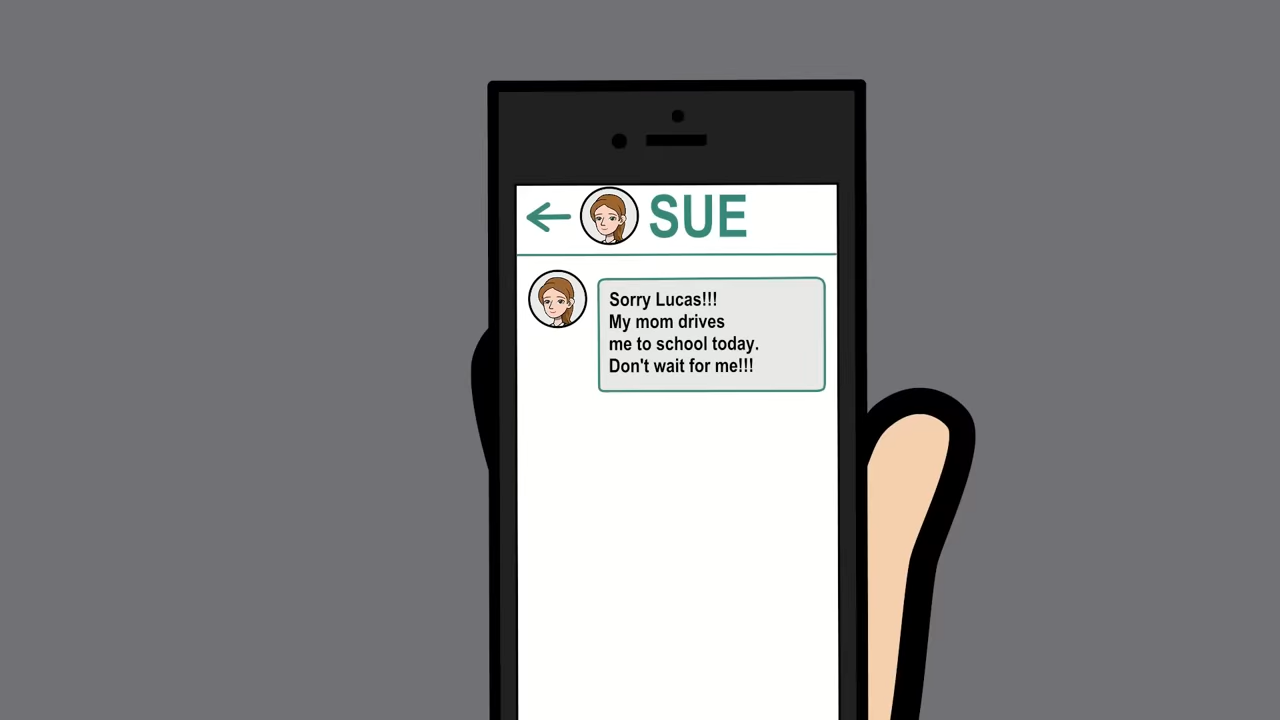 SUE
Sorry Lucas!!!
My mom drives
me to school today.
Don't wait for me!!!